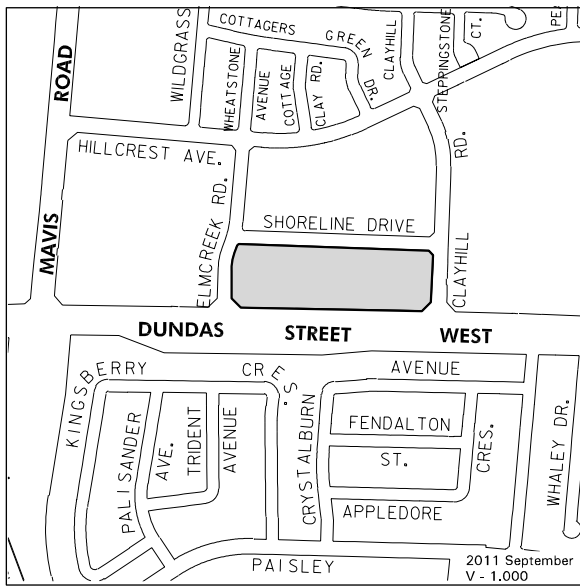 COTTAGERS GREEN DR.
WILDGRASS
WHEATSTONE
AVENUE
COTTAGE
CLAY RD.
CLAYHILL
STEPPINGSTONE
CT.
PE
MAVIS ROAD
HILLCREST AVE.
ELMCREEK RD.
SHORELINE DRIVE
CLAYHILL RD.
DUNDAS STREET WEST
KINGSBERRY CRES.
AVENUE
PALISANDER
AVE.
TRIDENT
AVENUE
CRYSTALBURN
FENDALTON
ST.
CRES.
APPLEDORE
WHALEY DR.
PAISLEY
2011 September
V - 1.000